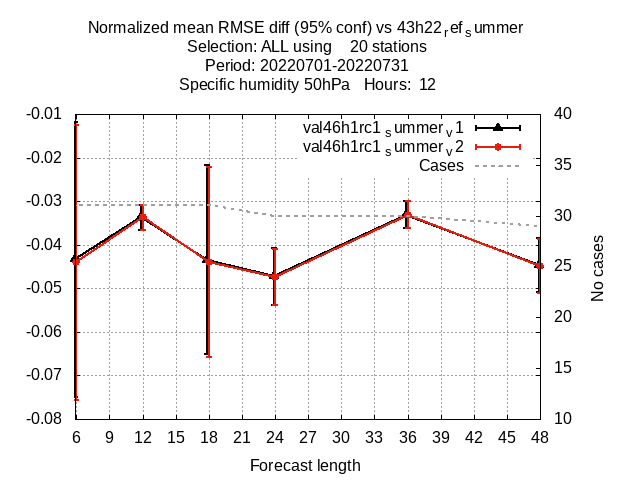 Normalized mean RMSE diff (95% conf) vs 43h22ref summer
Selection: ALL using 20 stations
Period: 20220701-20220731
Specific humidity 50hPa Hours: 12
-0.01 40
val46h1rc1summerv1
val46h1rc1summerv2
Cases
-0.02 35
-0.03 30
-0.04
-0.05 25
-0.06 20
-0.07 15
-0.08 10
No cases
6 9 12 15 18 21 24 27 30 33 36 39 42 45 48
Forecast length